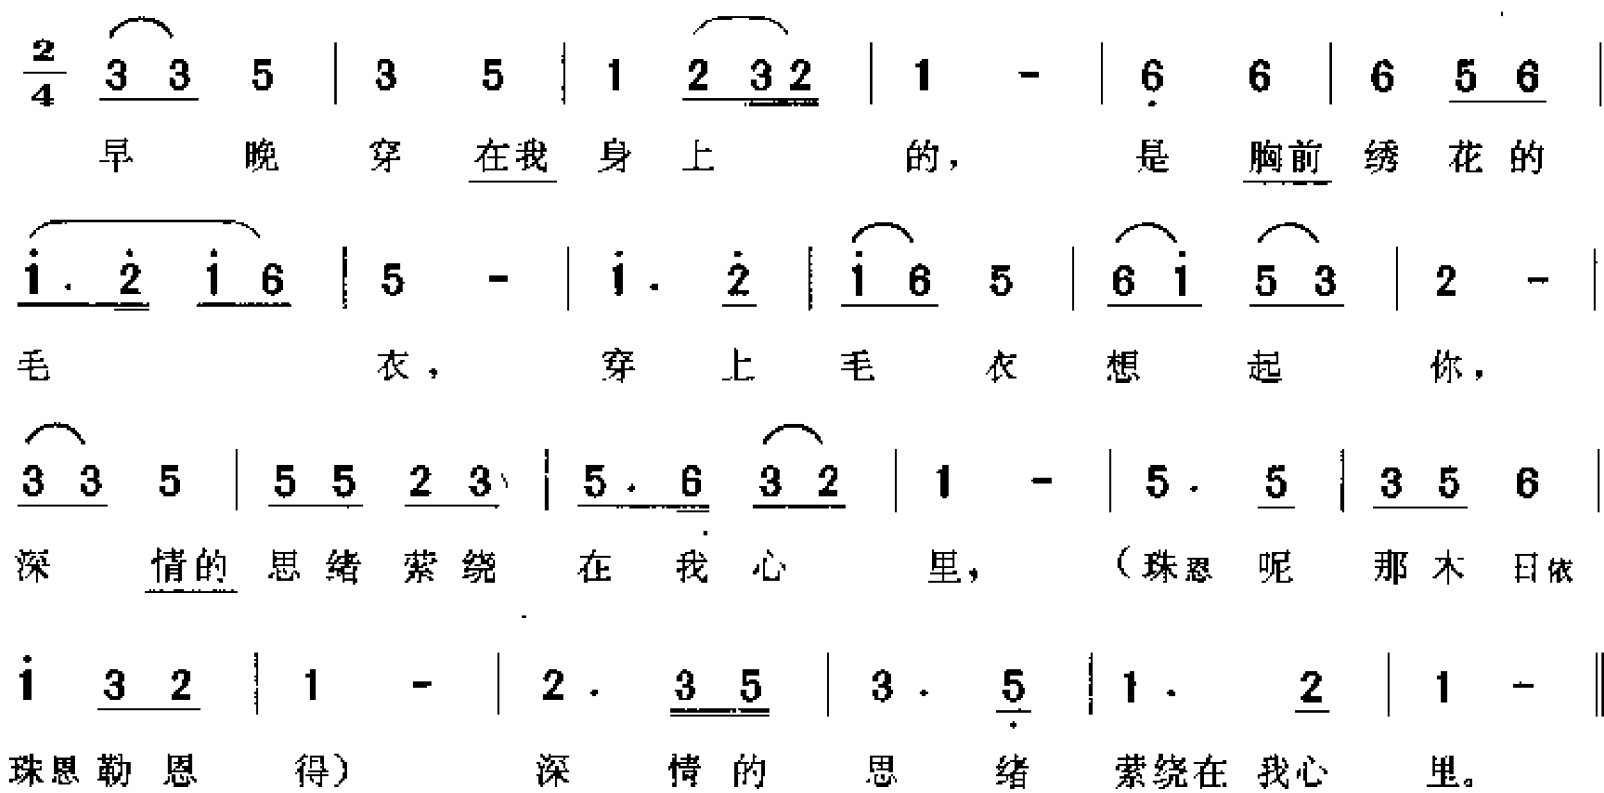 2/4 3 3 5 | 3 5 | 1 2 3 2 | 1 - | 6 6 | 6 5 6 |
早 晚 穿 在我 身 上 的, 是 胸前 绣 花 的
1 . 2 1 6 | 5 - | 1 . 2 | 1 6 5 | 6 1 5 3 | 2 - |
毛 衣, 穿 上 毛 衣 想 起 你,
3 3 5 | 5 5 2 3 | 5 . 6 3 2 | 1 - | 5 . 5 | 3 5 6 |
深 情的 思 绪 萦 绕 在 我 心 里, (珠恩 呢 那 木 日依
1 3 2 | 1 - | 2 . 3 5 | 3 . 5 | 1 . 2 | 1 - ‖
珠恩 勒 恩 得) 深 情 的 思 绪 萦绕在 我心 里。